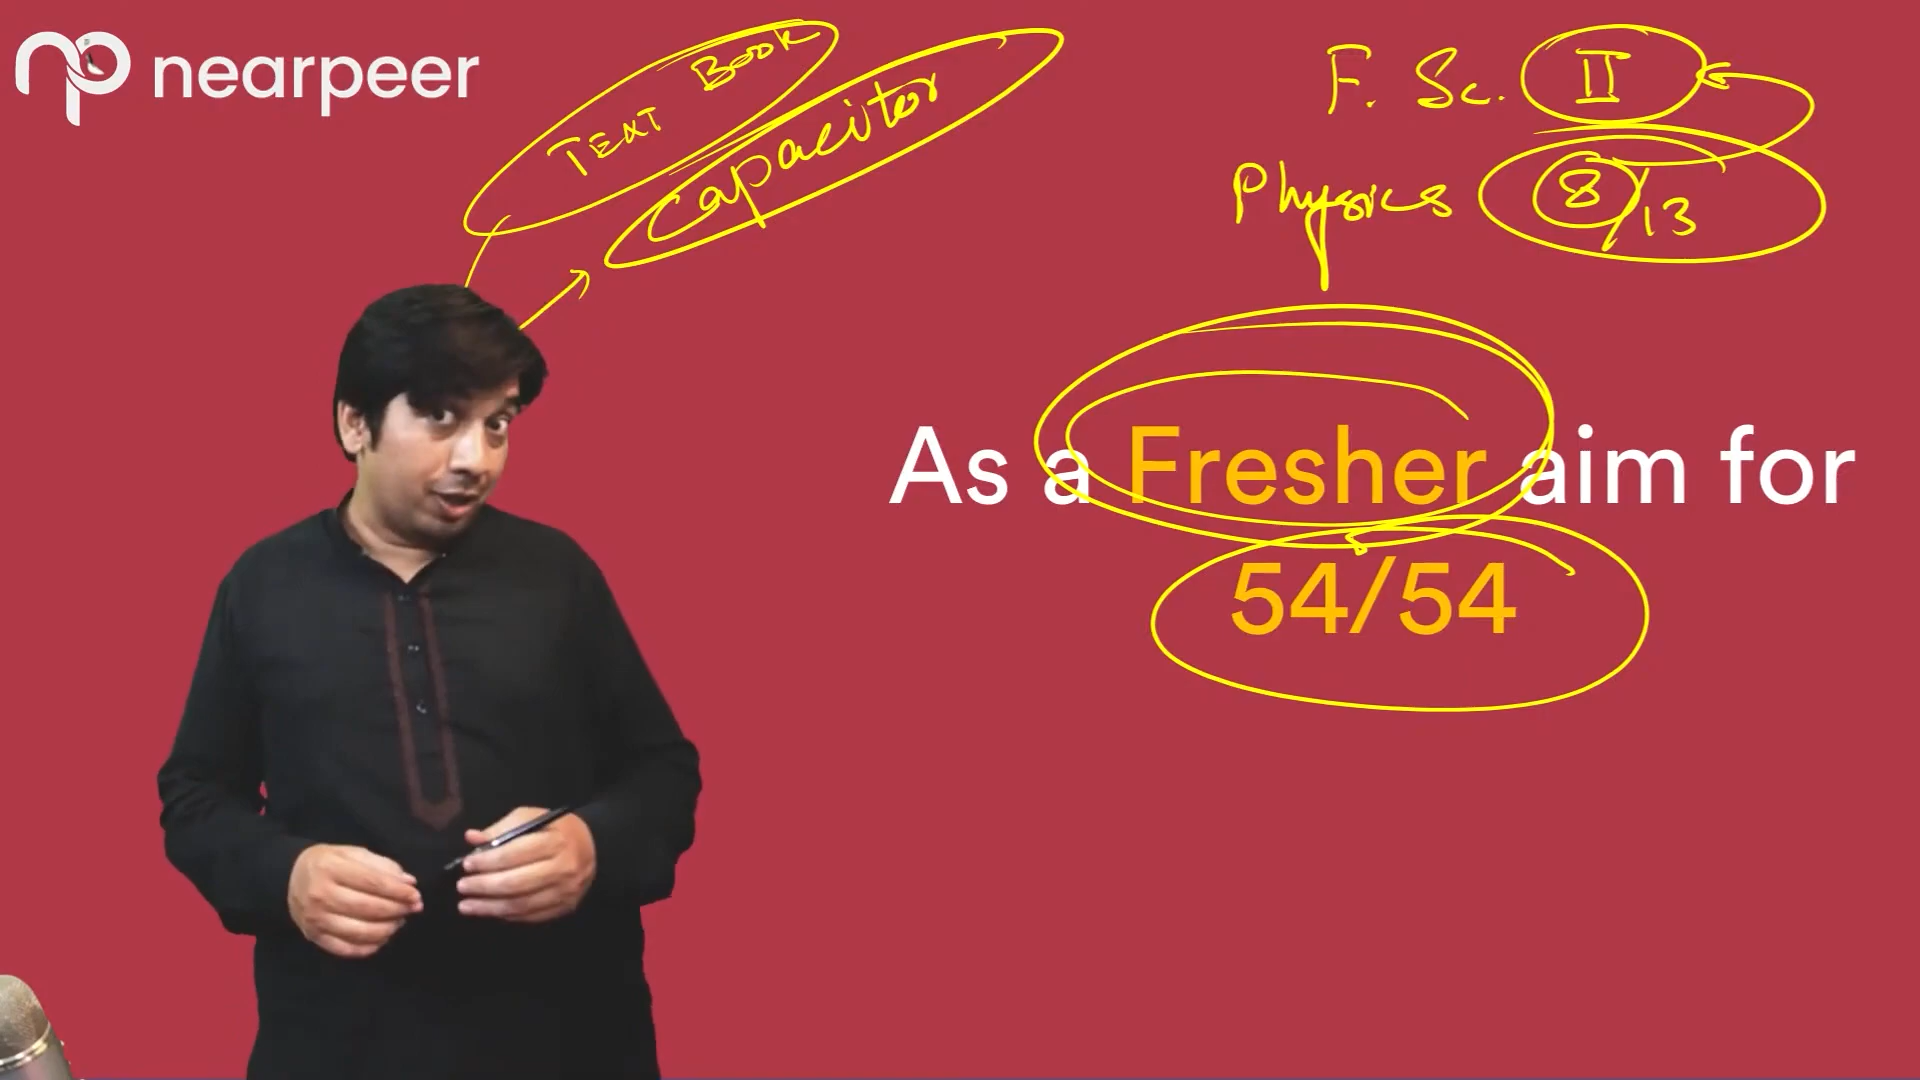 nearpeer
TEXT BOOK
capacitor
F. Sc. II
Physics 8/13
As a Fresher aim for
54/54